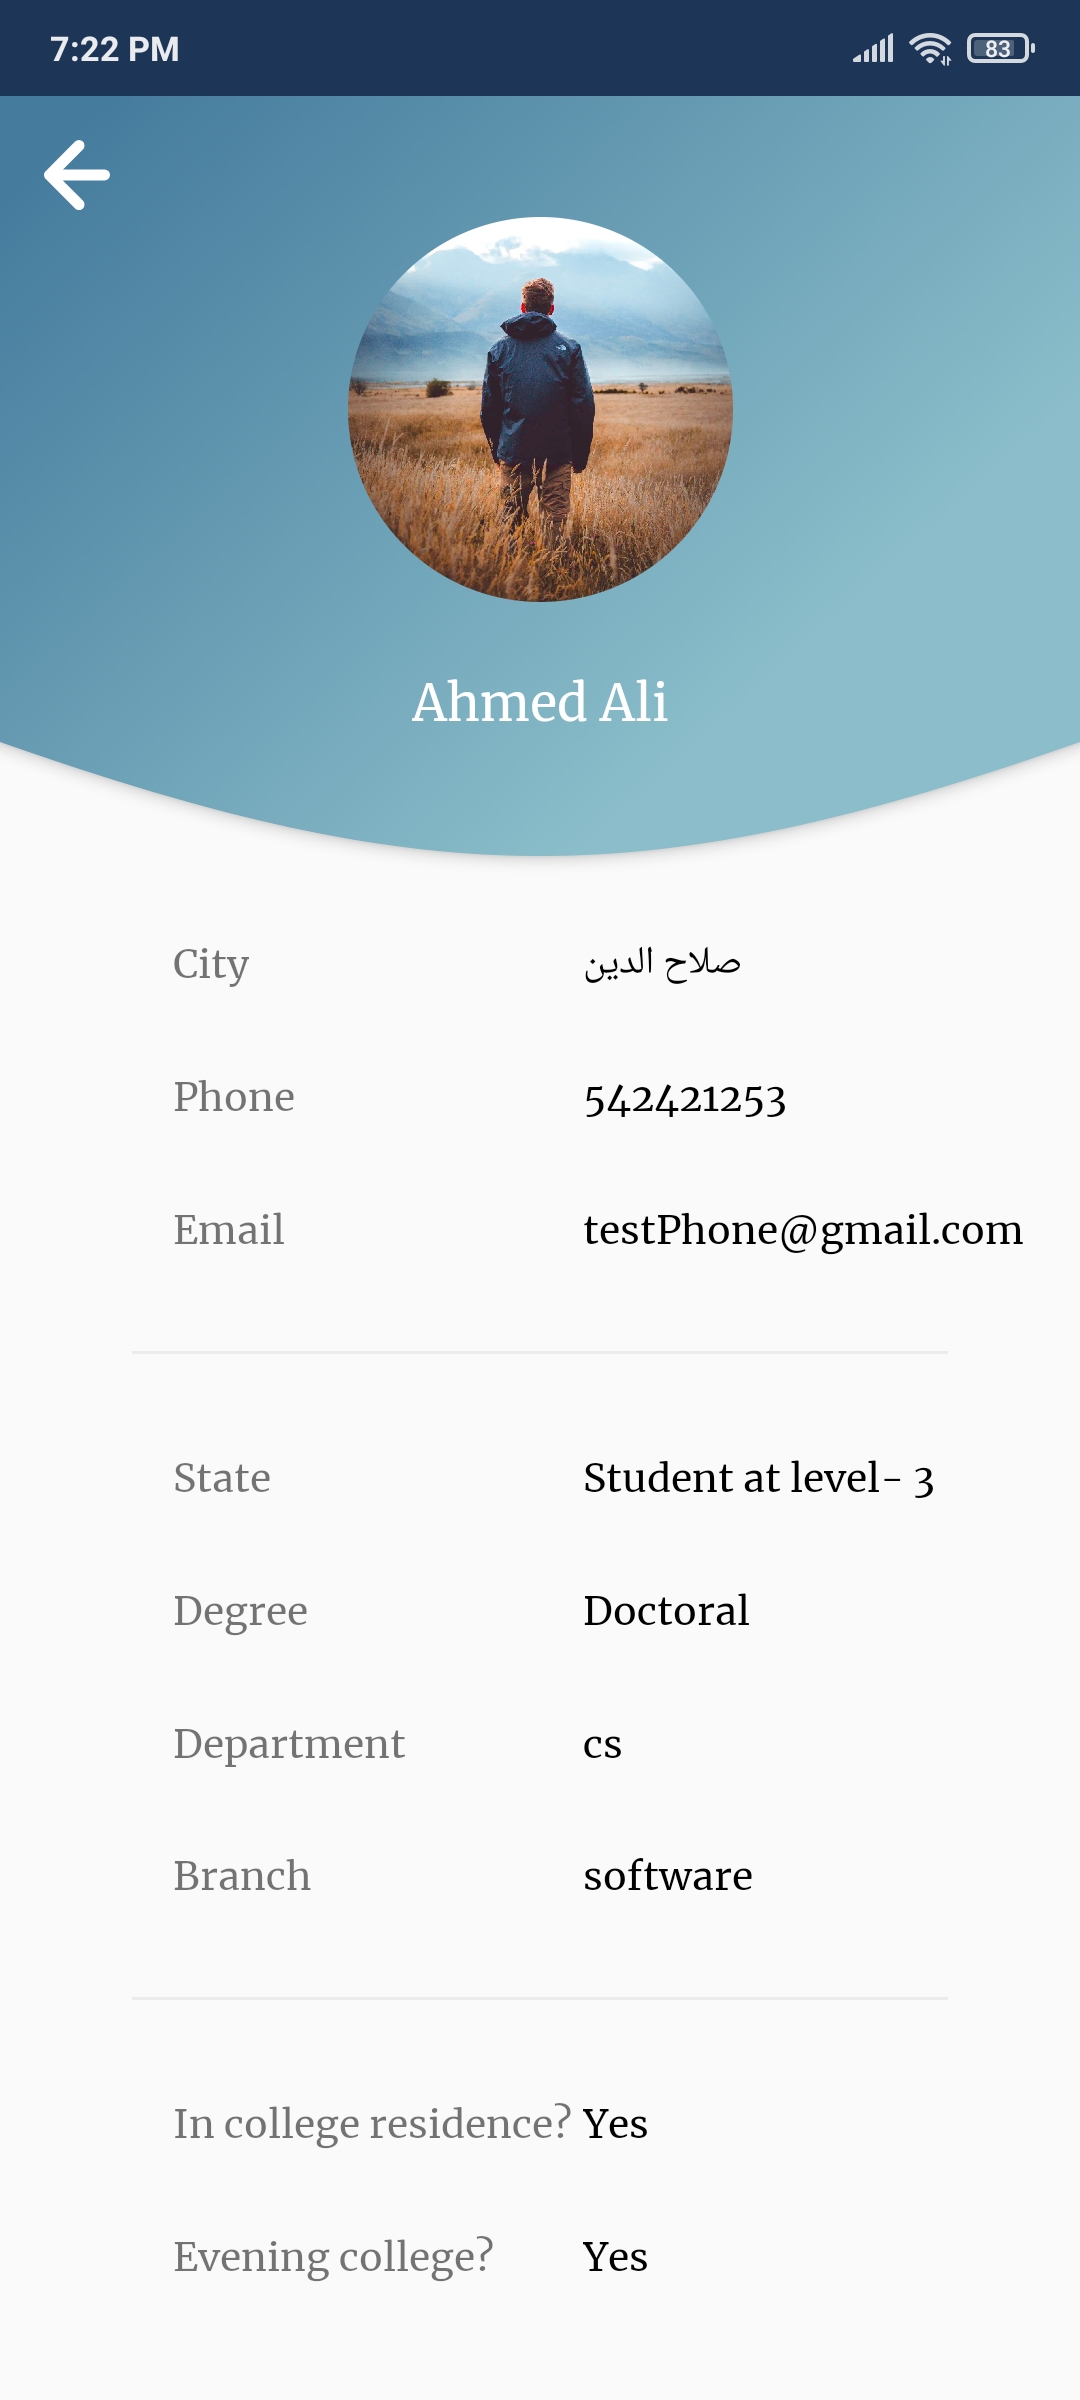 7:22 PM
83
Ahmed Ali
City صلاح الدين
Phone 542421253
Email testPhone@gmail.com
State Student at level- 3
Degree Doctoral
Department cs
Branch software
In college residence? Yes
Evening college? Yes